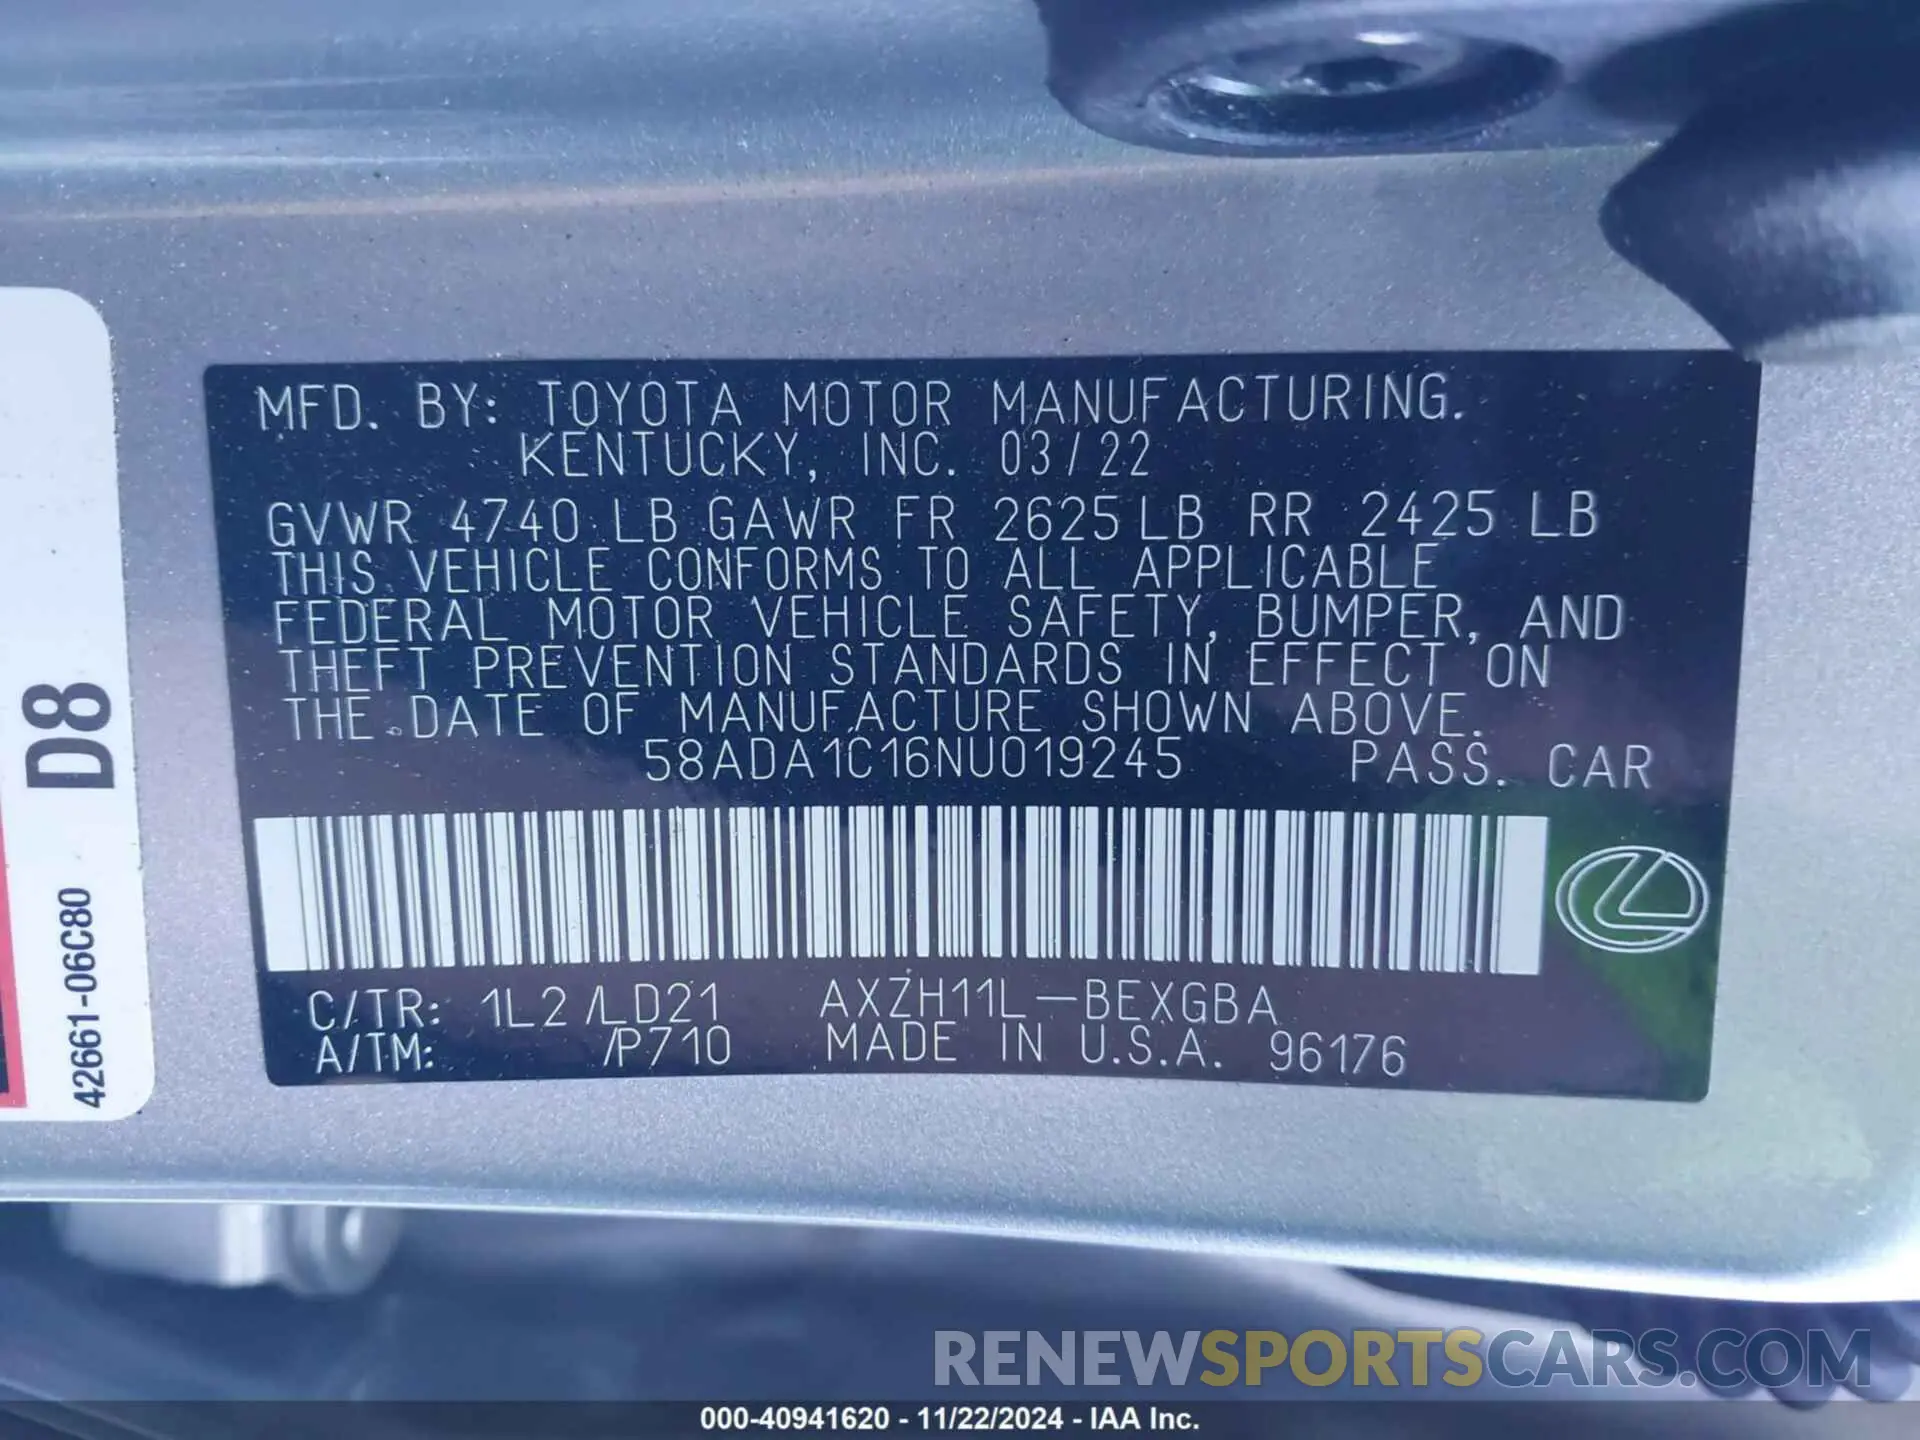 MFD. BY: TOYOTA MOTOR MANUFACTURING.
KENTUCKY, INC. 03/22
GVWR 4740 LB GAWR FR 2625 LB RR 2425 LB
THIS VEHICLE CONFORMS TO ALL APPLICABLE
FEDERAL MOTOR VEHICLE SAFETY, BUMPER, AND
THEFT PREVENTION STANDARDS IN EFFECT ON
THE DATE OF MANUFACTURE SHOWN ABOVE.
58ADA1C16NU019245 PASS. CAR
C/TR: 1L2 /LD21 AXZH11L-BEXGBA
A/TM: /P710 MADE IN U.S.A. 96176
D8
42661-06C80
RENEWSPORTSCARS.COM
000-40941620 - 11/22/2024 - IAA Inc.